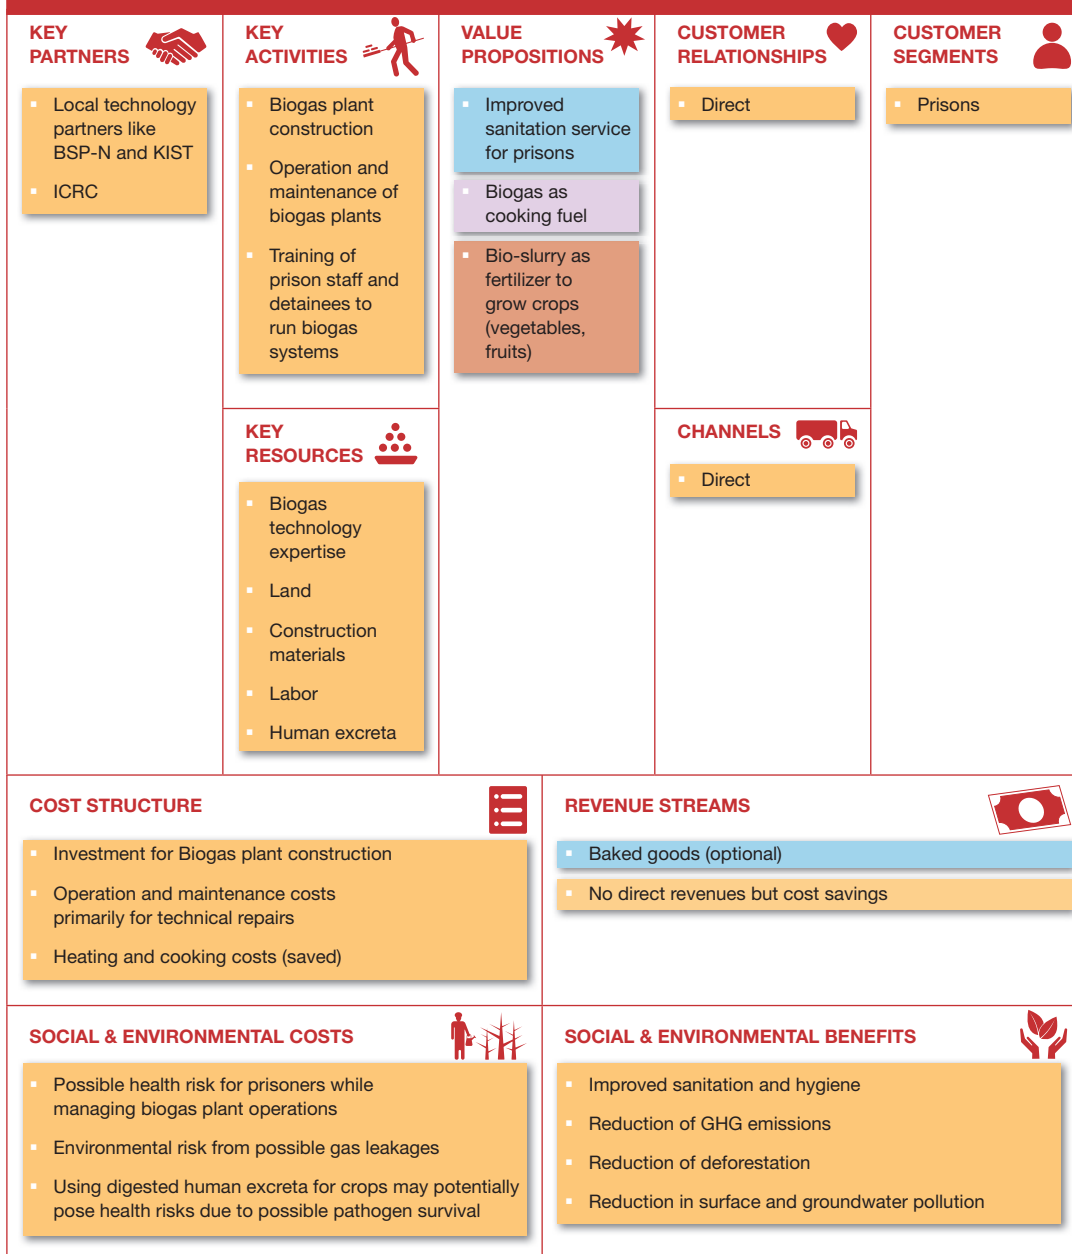 KEY
PARTNERS
Local technology
partners like
BSP-N and KIST
ICRC
KEY
ACTIVITIES
Biogas plant
construction
Operation and
maintenance of
biogas plants
Training of
prison staff and
detainees to
run biogas
systems
KEY
RESOURCES
Biogas
technology
expertise
Land
Construction
materials
Labor
Human excreta
VALUE
PROPOSITIONS
Improved
sanitation service
for prisons
Biogas as
cooking fuel
Bio-slurry as
fertilizer to
grow crops
(vegetables,
fruits)
CUSTOMER
RELATIONSHIPS
Direct
CHANNELS
Direct
CUSTOMER
SEGMENTS
Prisons
COST STRUCTURE
Investment for Biogas plant construction
Operation and maintenance costs
primarily for technical repairs
Heating and cooking costs (saved)
REVENUE STREAMS
Baked goods (optional)
No direct revenues but cost savings
SOCIAL & ENVIRONMENTAL COSTS
Possible health risk for prisoners while
managing biogas plant operations
Environmental risk from possible gas leakages
Using digested human excreta for crops may potentially
pose health risks due to possible pathogen survival
SOCIAL & ENVIRONMENTAL BENEFITS
Improved sanitation and hygiene
Reduction of GHG emissions
Reduction of deforestation
Reduction in surface and groundwater pollution